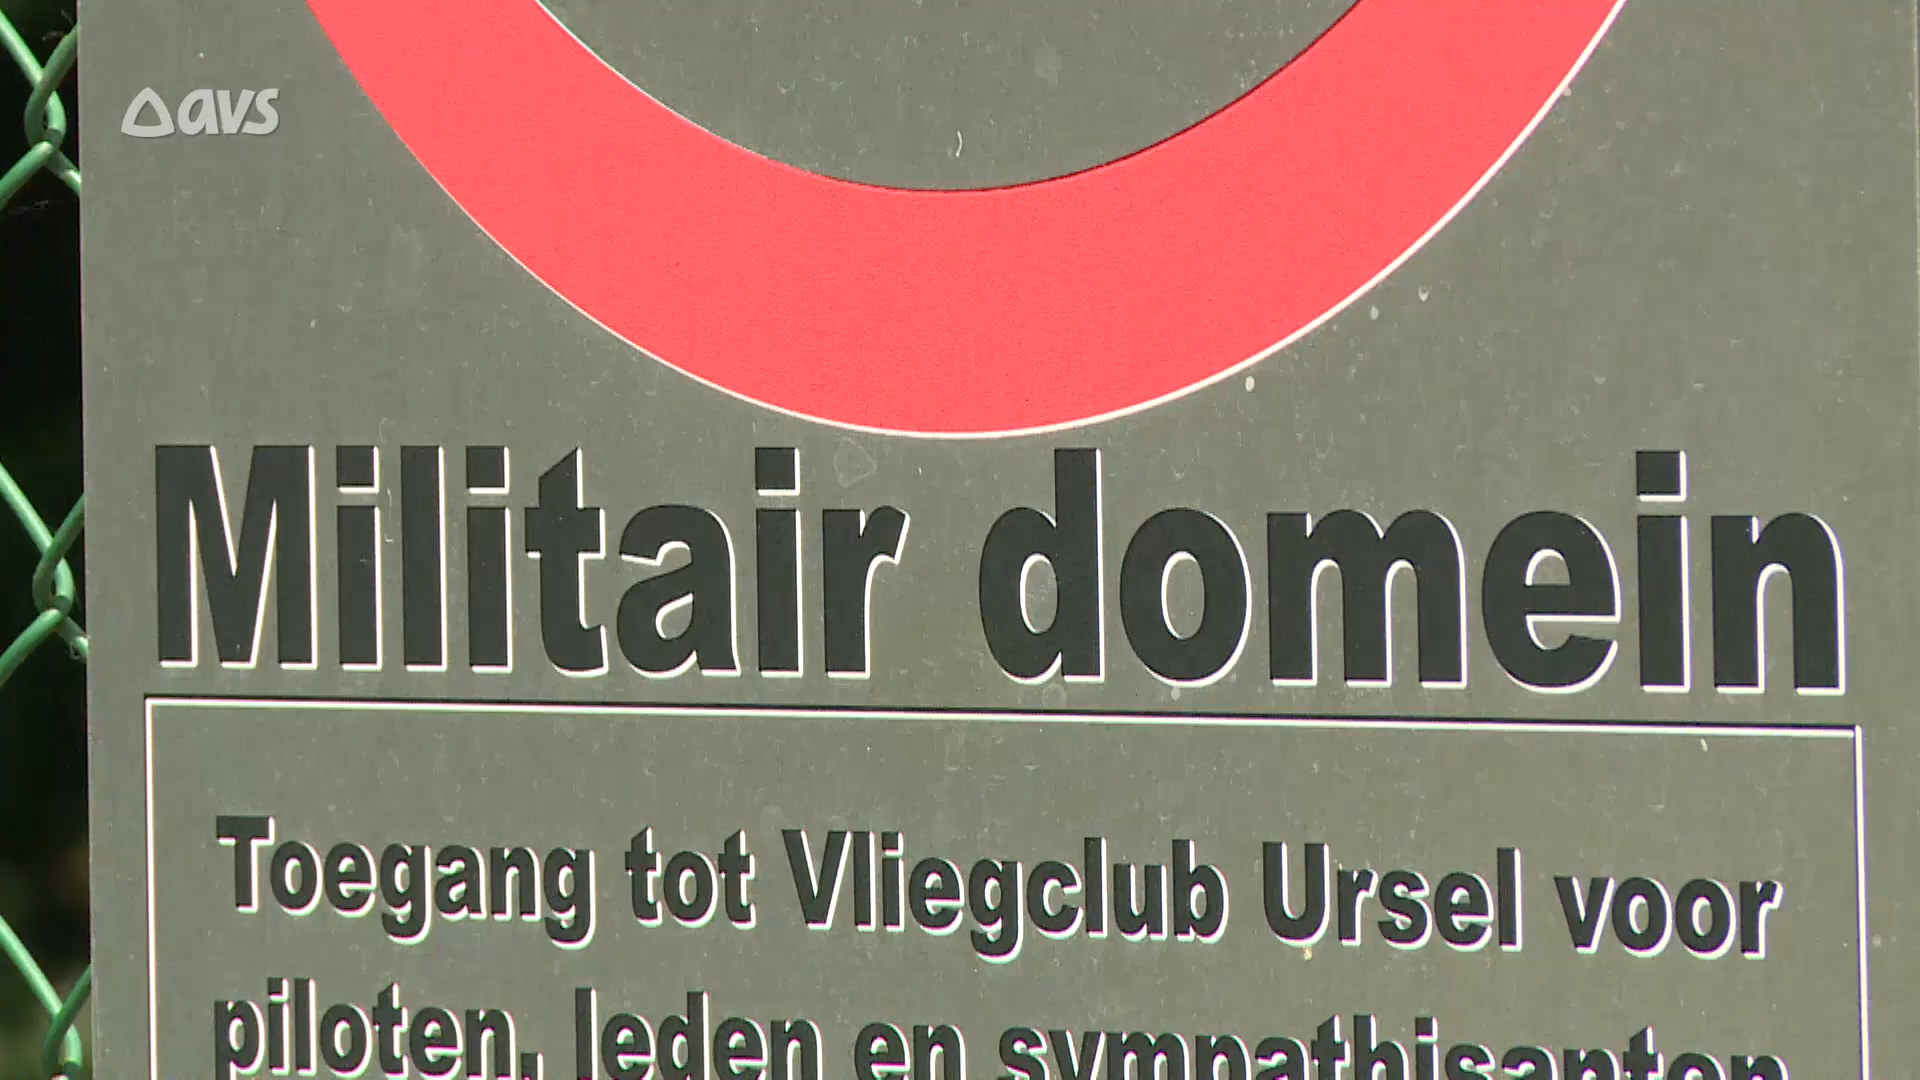 avs
Militair domein
Toegang tot Vliegclub Ursel voor
piloten, leden en sympathisanten